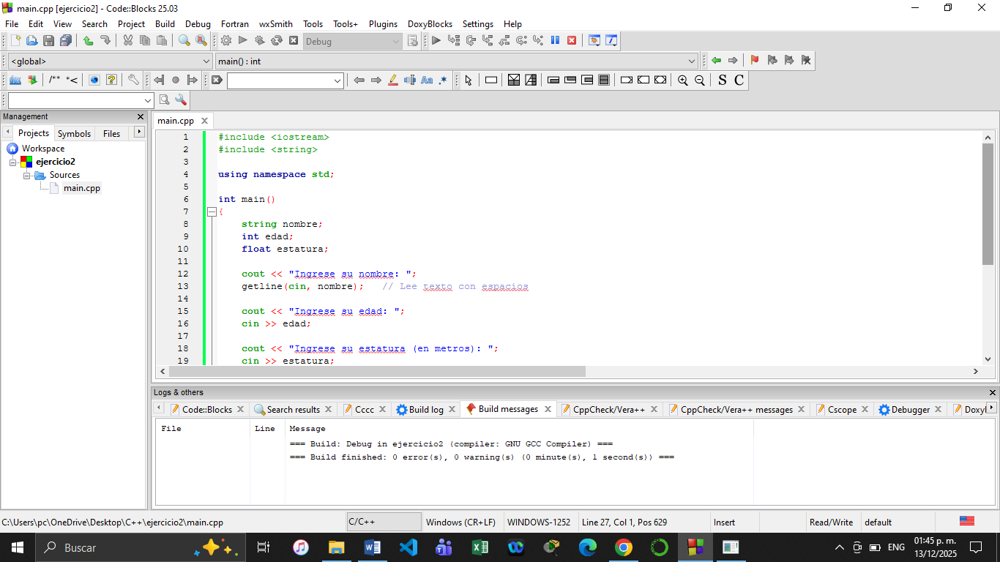 main.cpp [ejercicio2] - Code::Blocks 25.03
File Edit View Search Project Build Debug Fortran wxSmith Tools Tools+ Plugins DoxyBlocks Settings Help
Debug
<global> main() : int
/** *< Aa .* S C
Management
Projects Symbols Files
Workspace
ejercicio2
Sources
main.cpp
main.cpp
1 #include <iostream>
2 #include <string>
3
4 using namespace std;
5
6 int main()
7 {
8 string nombre;
9 int edad;
10 float estatura;
11
12 cout << "Ingrese su nombre: ";
13 getline(cin, nombre); // Lee texto con espacios
14
15 cout << "Ingrese su edad: ";
16 cin >> edad;
17
18 cout << "Ingrese su estatura (en metros): ";
19 cin >> estatura;
Logs & others
Code::Blocks Search results Cccc Build log Build messages CppCheck/Vera++ CppCheck/Vera++ messages Cscope Debugger Doxyl
File Line Message
=== Build: Debug in ejercicio2 (compiler: GNU GCC Compiler) ===
=== Build finished: 0 error(s), 0 warning(s) (0 minute(s), 1 second(s)) ===
C:\Users\pc\OneDrive\Desktop\C++\ejercicio2\main.cpp C/C++ Windows (CR+LF) WINDOWS-1252 Line 27, Col 1, Pos 629 Insert Read/Write default
Buscar ENG 01:45 p. m.
13/12/2025